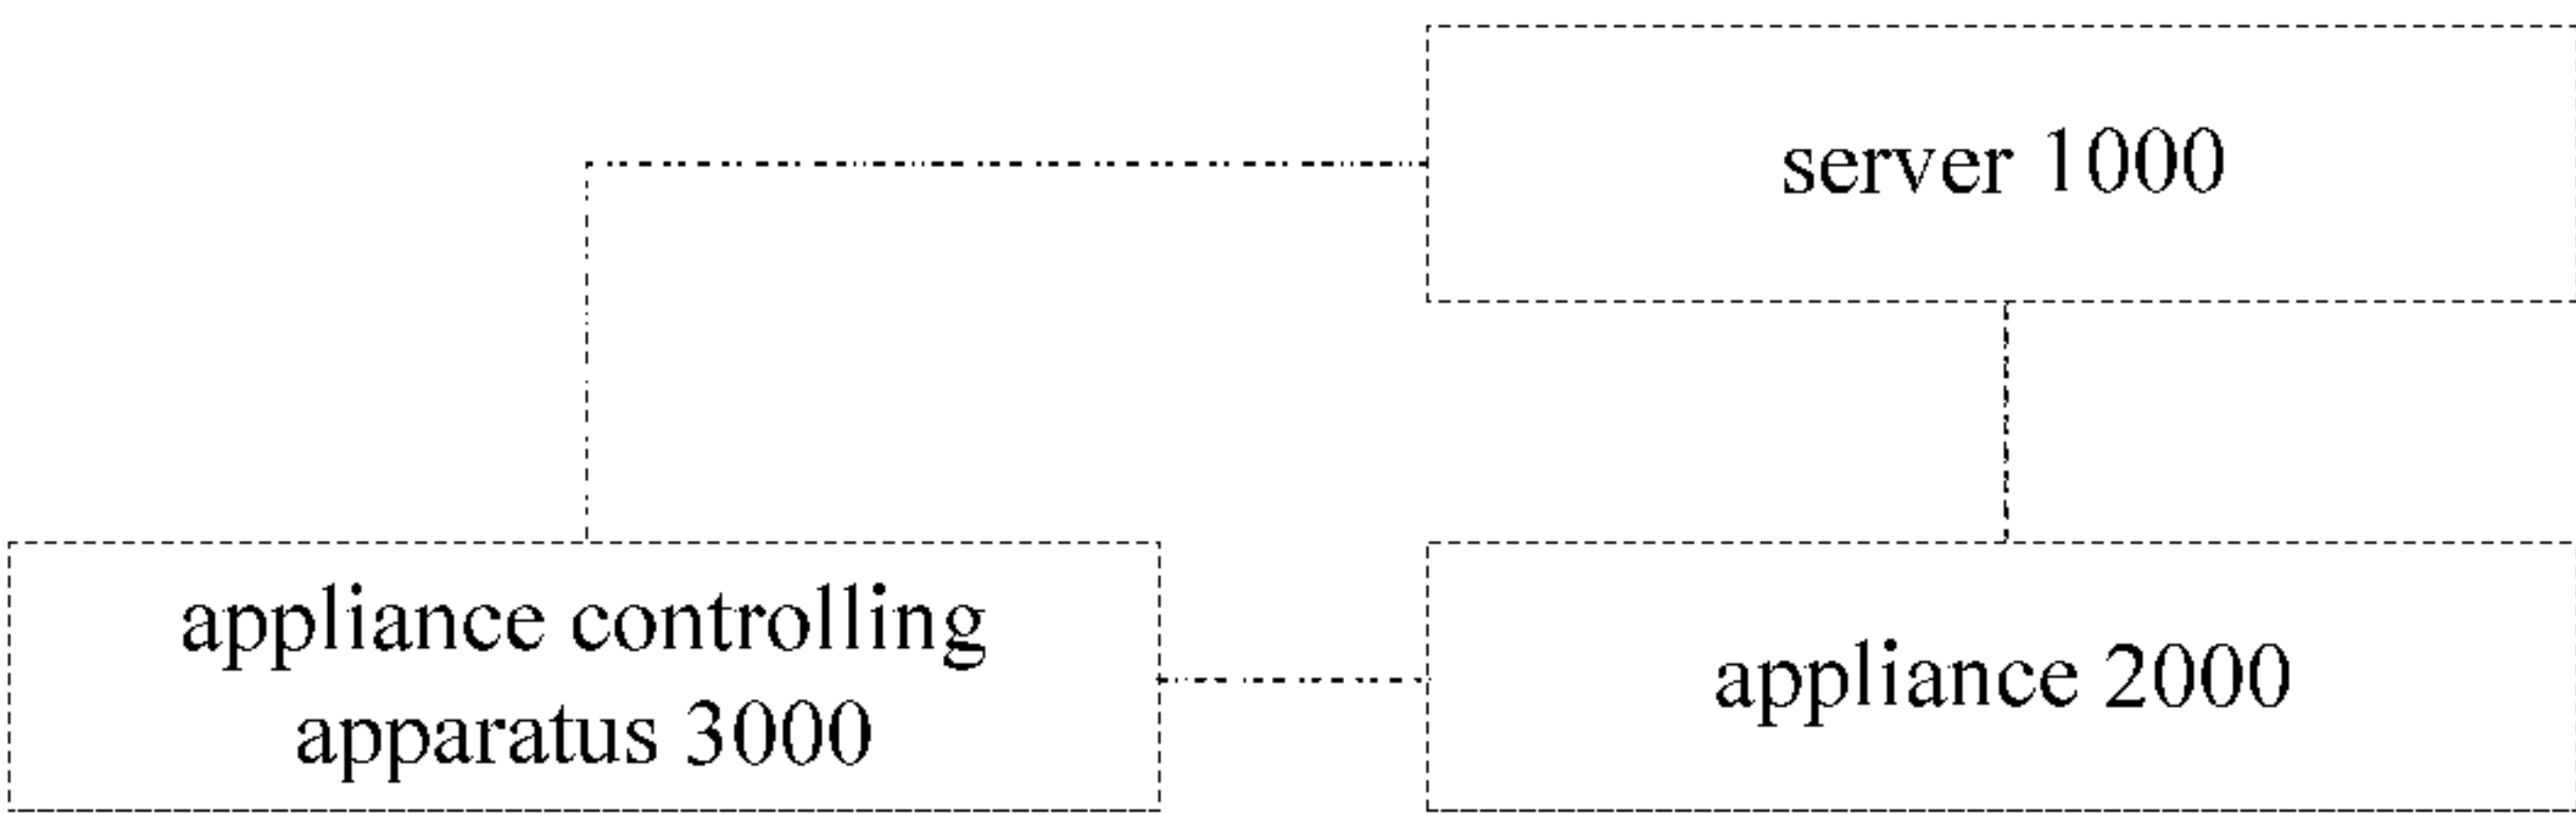 server 1000
appliance controlling
apparatus 3000
appliance 2000